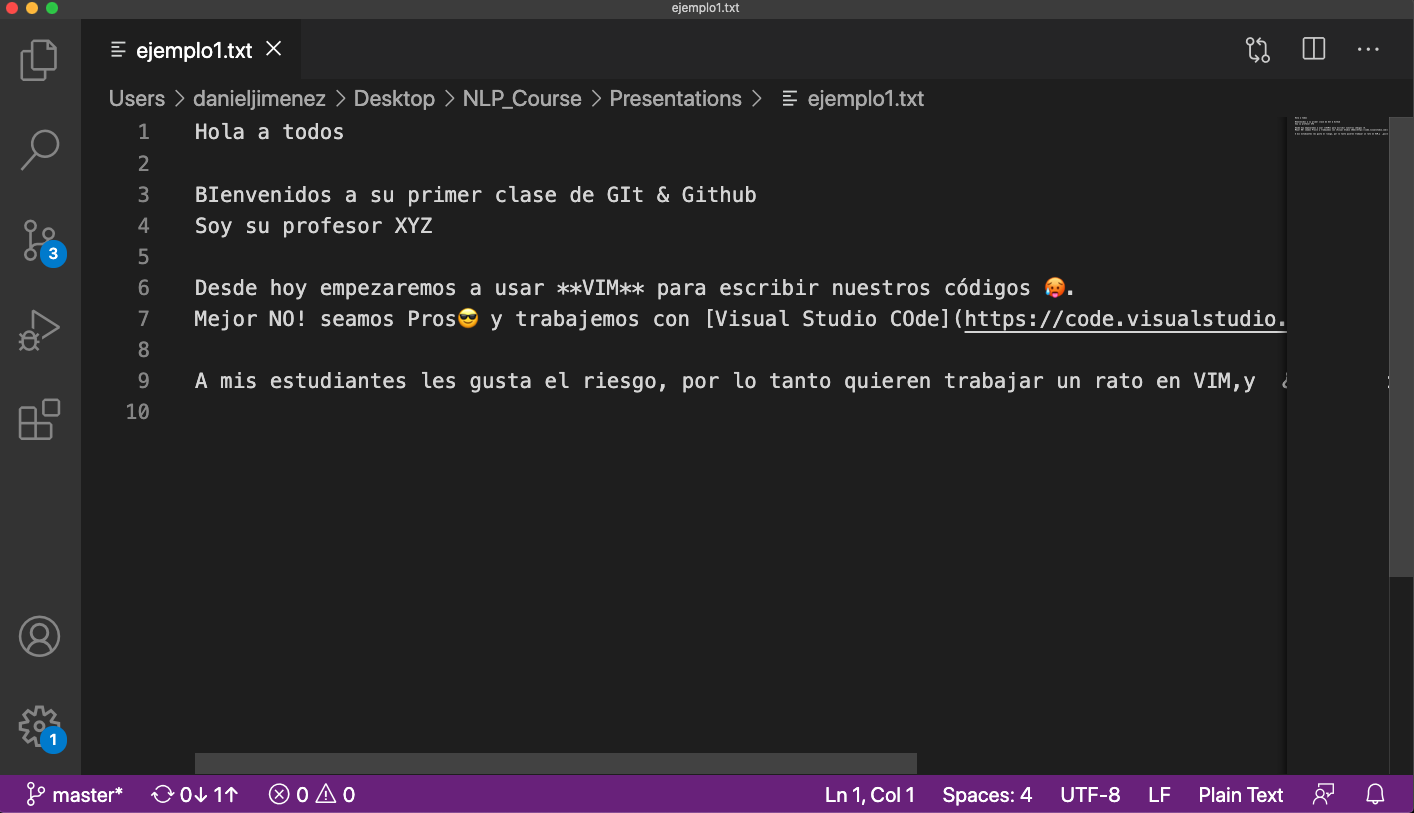 ejemplo1.txt
ejemplo1.txt
Users > danieljimenez > Desktop > NLP_Course > Presentations > ejemplo1.txt
1 Hola a todos
2
3 BIenvenidos a su primer clase de GIt & Github
4 Soy su profesor XYZ
5
6 Desde hoy empezaremos a usar **VIM** para escribir nuestros códigos 🥵.
7 Mejor NO! seamos Pros😎 y trabajemos con [Visual Studio COde](https://code.visualstudio.
8
9 A mis estudiantes les gusta el riesgo, por lo tanto quieren trabajar un rato en VIM,y
10
3
1
master* 0↓ 1↑ 0 0 Ln 1, Col 1 Spaces: 4 UTF-8 LF Plain Text